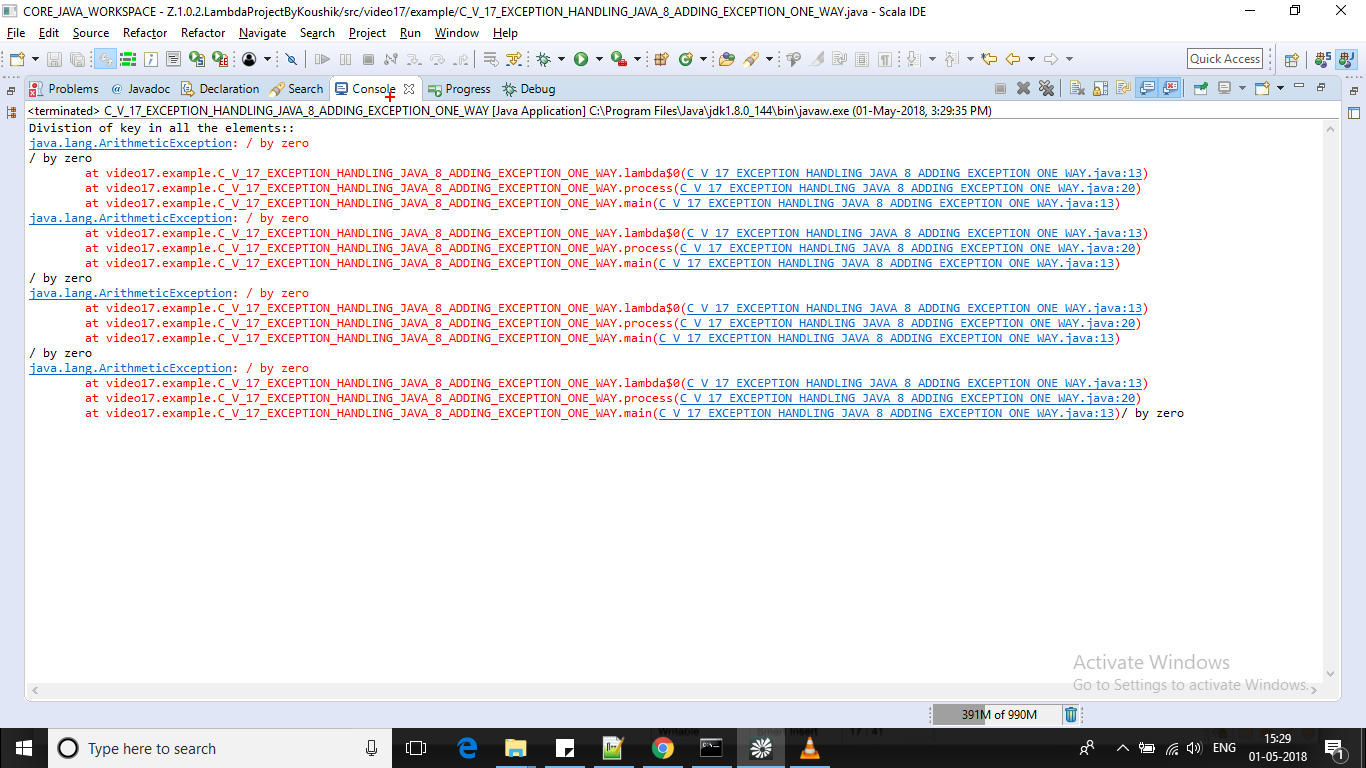 CORE_JAVA_WORKSPACE - Z.1.0.2.LambdaProjectByKoushik/src/video17/example/C_V_17_EXCEPTION_HANDLING_JAVA_8_ADDING_EXCEPTION_ONE_WAY.java - Scala IDE
File Edit Source Refactor Refactor Navigate Search Project Run Window Help
Quick Access
Problems @ Javadoc Declaration Search Console Progress Debug
<terminated> C_V_17_EXCEPTION_HANDLING_JAVA_8_ADDING_EXCEPTION_ONE_WAY [Java Application] C:\Program Files\Java\jdk1.8.0_144\bin\javaw.exe (01-May-2018, 3:29:35 PM)
Divistion of key in all the elements::
java.lang.ArithmeticException: / by zero
/ by zero
at video17.example.C_V_17_EXCEPTION_HANDLING_JAVA_8_ADDING_EXCEPTION_ONE_WAY.lambda$0(C_V_17_EXCEPTION_HANDLING_JAVA_8_ADDING_EXCEPTION_ONE_WAY.java:13)
at video17.example.C_V_17_EXCEPTION_HANDLING_JAVA_8_ADDING_EXCEPTION_ONE_WAY.process(C_V_17_EXCEPTION_HANDLING_JAVA_8_ADDING_EXCEPTION_ONE_WAY.java:20)
at video17.example.C_V_17_EXCEPTION_HANDLING_JAVA_8_ADDING_EXCEPTION_ONE_WAY.main(C_V_17_EXCEPTION_HANDLING_JAVA_8_ADDING_EXCEPTION_ONE_WAY.java:13)
java.lang.ArithmeticException: / by zero
at video17.example.C_V_17_EXCEPTION_HANDLING_JAVA_8_ADDING_EXCEPTION_ONE_WAY.lambda$0(C_V_17_EXCEPTION_HANDLING_JAVA_8_ADDING_EXCEPTION_ONE_WAY.java:13)
at video17.example.C_V_17_EXCEPTION_HANDLING_JAVA_8_ADDING_EXCEPTION_ONE_WAY.process(C_V_17_EXCEPTION_HANDLING_JAVA_8_ADDING_EXCEPTION_ONE_WAY.java:20)
at video17.example.C_V_17_EXCEPTION_HANDLING_JAVA_8_ADDING_EXCEPTION_ONE_WAY.main(C_V_17_EXCEPTION_HANDLING_JAVA_8_ADDING_EXCEPTION_ONE_WAY.java:13)
/ by zero
java.lang.ArithmeticException: / by zero
at video17.example.C_V_17_EXCEPTION_HANDLING_JAVA_8_ADDING_EXCEPTION_ONE_WAY.lambda$0(C_V_17_EXCEPTION_HANDLING_JAVA_8_ADDING_EXCEPTION_ONE_WAY.java:13)
at video17.example.C_V_17_EXCEPTION_HANDLING_JAVA_8_ADDING_EXCEPTION_ONE_WAY.process(C_V_17_EXCEPTION_HANDLING_JAVA_8_ADDING_EXCEPTION_ONE_WAY.java:20)
at video17.example.C_V_17_EXCEPTION_HANDLING_JAVA_8_ADDING_EXCEPTION_ONE_WAY.main(C_V_17_EXCEPTION_HANDLING_JAVA_8_ADDING_EXCEPTION_ONE_WAY.java:13)
/ by zero
java.lang.ArithmeticException: / by zero
at video17.example.C_V_17_EXCEPTION_HANDLING_JAVA_8_ADDING_EXCEPTION_ONE_WAY.lambda$0(C_V_17_EXCEPTION_HANDLING_JAVA_8_ADDING_EXCEPTION_ONE_WAY.java:13)
at video17.example.C_V_17_EXCEPTION_HANDLING_JAVA_8_ADDING_EXCEPTION_ONE_WAY.process(C_V_17_EXCEPTION_HANDLING_JAVA_8_ADDING_EXCEPTION_ONE_WAY.java:20)
at video17.example.C_V_17_EXCEPTION_HANDLING_JAVA_8_ADDING_EXCEPTION_ONE_WAY.main(C_V_17_EXCEPTION_HANDLING_JAVA_8_ADDING_EXCEPTION_ONE_WAY.java:13)/ by zero
Activate Windows
Go to Settings to activate Windows.
391M of 990M
Type here to search
ENG
15:29
01-05-2018
1